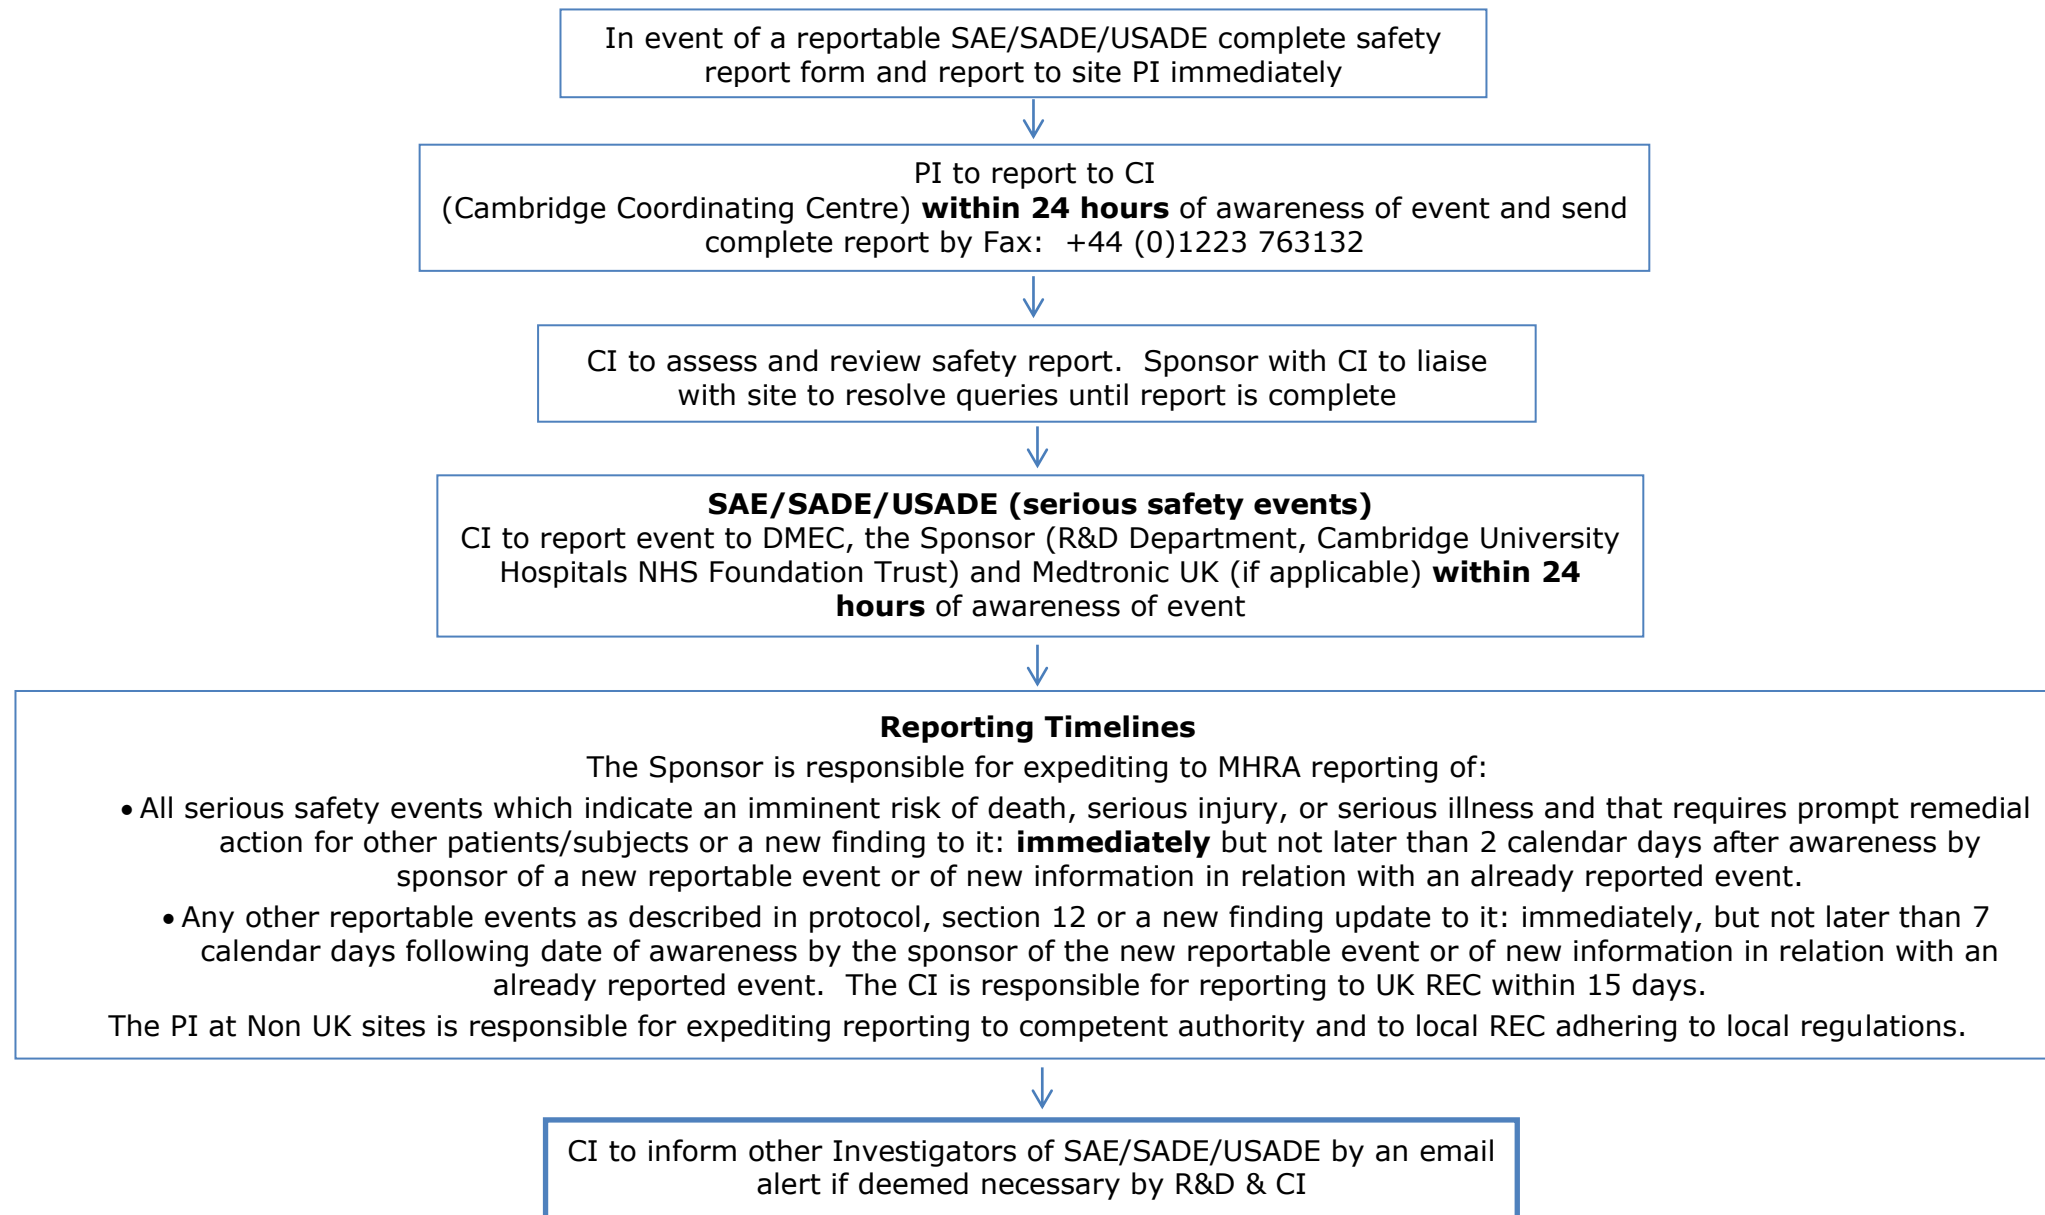 In event of a reportable SAE/SADE/USADE complete safety
report form and report to site PI immediately
PI to report to CI
(Cambridge Coordinating Centre) within 24 hours of awareness of event and send
complete report by Fax:  +44 (0)1223 763132
CI to assess and review safety report.  Sponsor with CI to liaise
with site to resolve queries until report is complete
SAE/SADE/USADE (serious safety events)
CI to report event to DMEC, the Sponsor (R&D Department, Cambridge University
Hospitals NHS Foundation Trust) and Medtronic UK (if applicable) within 24
hours of awareness of event
Reporting Timelines
The Sponsor is responsible for expediting to MHRA reporting of:
• All serious safety events which indicate an imminent risk of death, serious injury, or serious illness and that requires prompt remedial
action for other patients/subjects or a new finding to it: immediately but not later than 2 calendar days after awareness by
sponsor of a new reportable event or of new information in relation with an already reported event.
• Any other reportable events as described in protocol, section 12 or a new finding update to it: immediately, but not later than 7
calendar days following date of awareness by the sponsor of the new reportable event or of new information in relation with an
already reported event.  The CI is responsible for reporting to UK REC within 15 days.
The PI at Non UK sites is responsible for expediting reporting to competent authority and to local REC adhering to local regulations.
CI to inform other Investigators of SAE/SADE/USADE by an email
alert if deemed necessary by R&D & CI